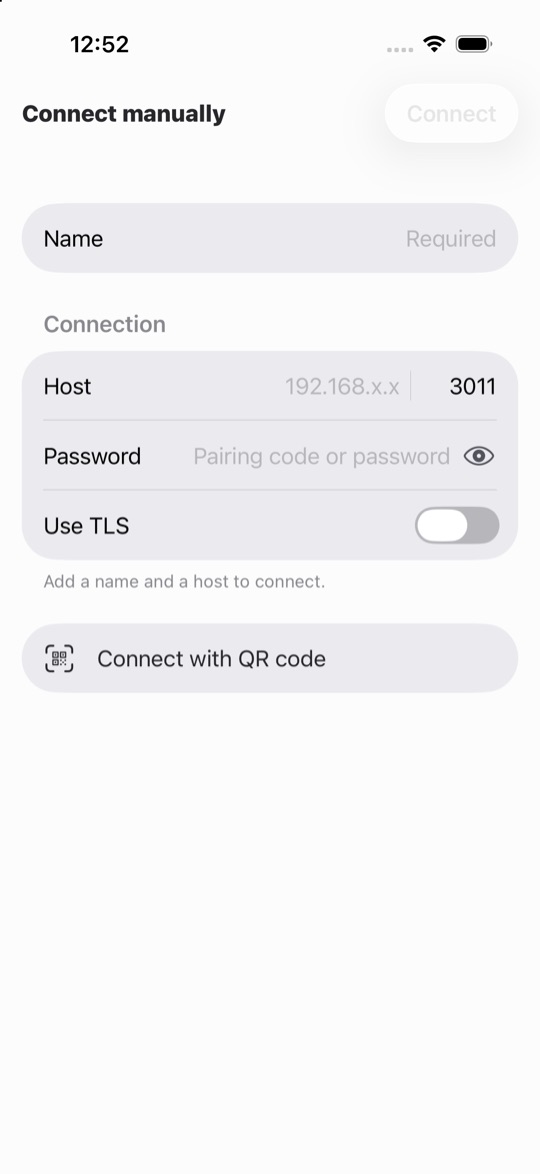 12:52
Connect manually
Connect
Name Required
Connection
Host 192.168.x.x 3011
Password Pairing code or password
Use TLS
Add a name and a host to connect.
Connect with QR code